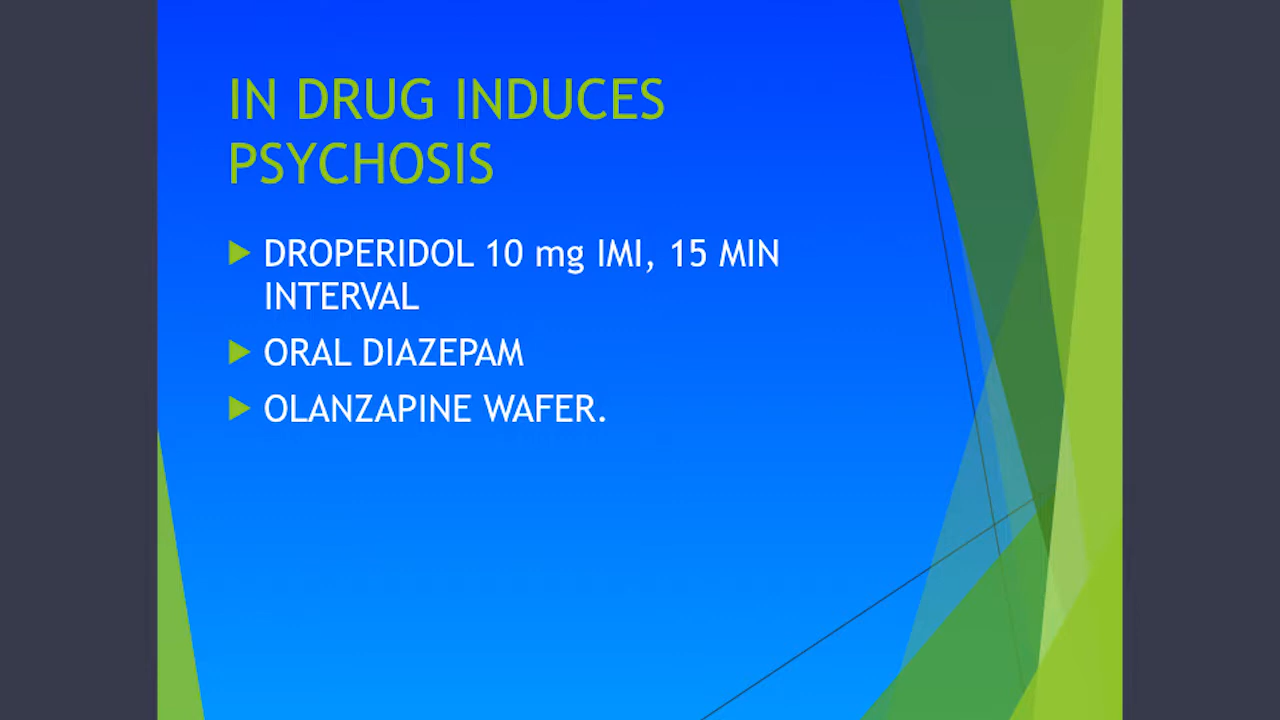 IN DRUG INDUCES
PSYCHOSIS
DROPERIDOL 10 mg IMI, 15 MIN
INTERVAL
ORAL DIAZEPAM
OLANZAPINE WAFER.